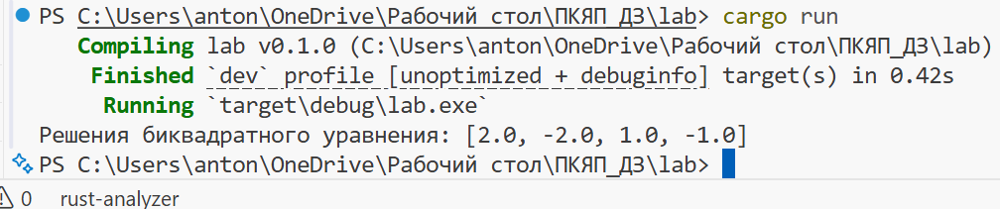 PS C:\Users\anton\OneDrive\Рабочий стол\ПКЯП_ДЗ\lab> cargo run
Compiling lab v0.1.0 (C:\Users\anton\OneDrive\Рабочий стол\ПКЯП_ДЗ\lab)
Finished `dev` profile [unoptimized + debuginfo] target(s) in 0.42s
Running `target\debug\lab.exe`
Решения биквадратного уравнения: [2.0, -2.0, 1.0, -1.0]
PS C:\Users\anton\OneDrive\Рабочий стол\ПКЯП_ДЗ\lab>
0 rust-analyzer